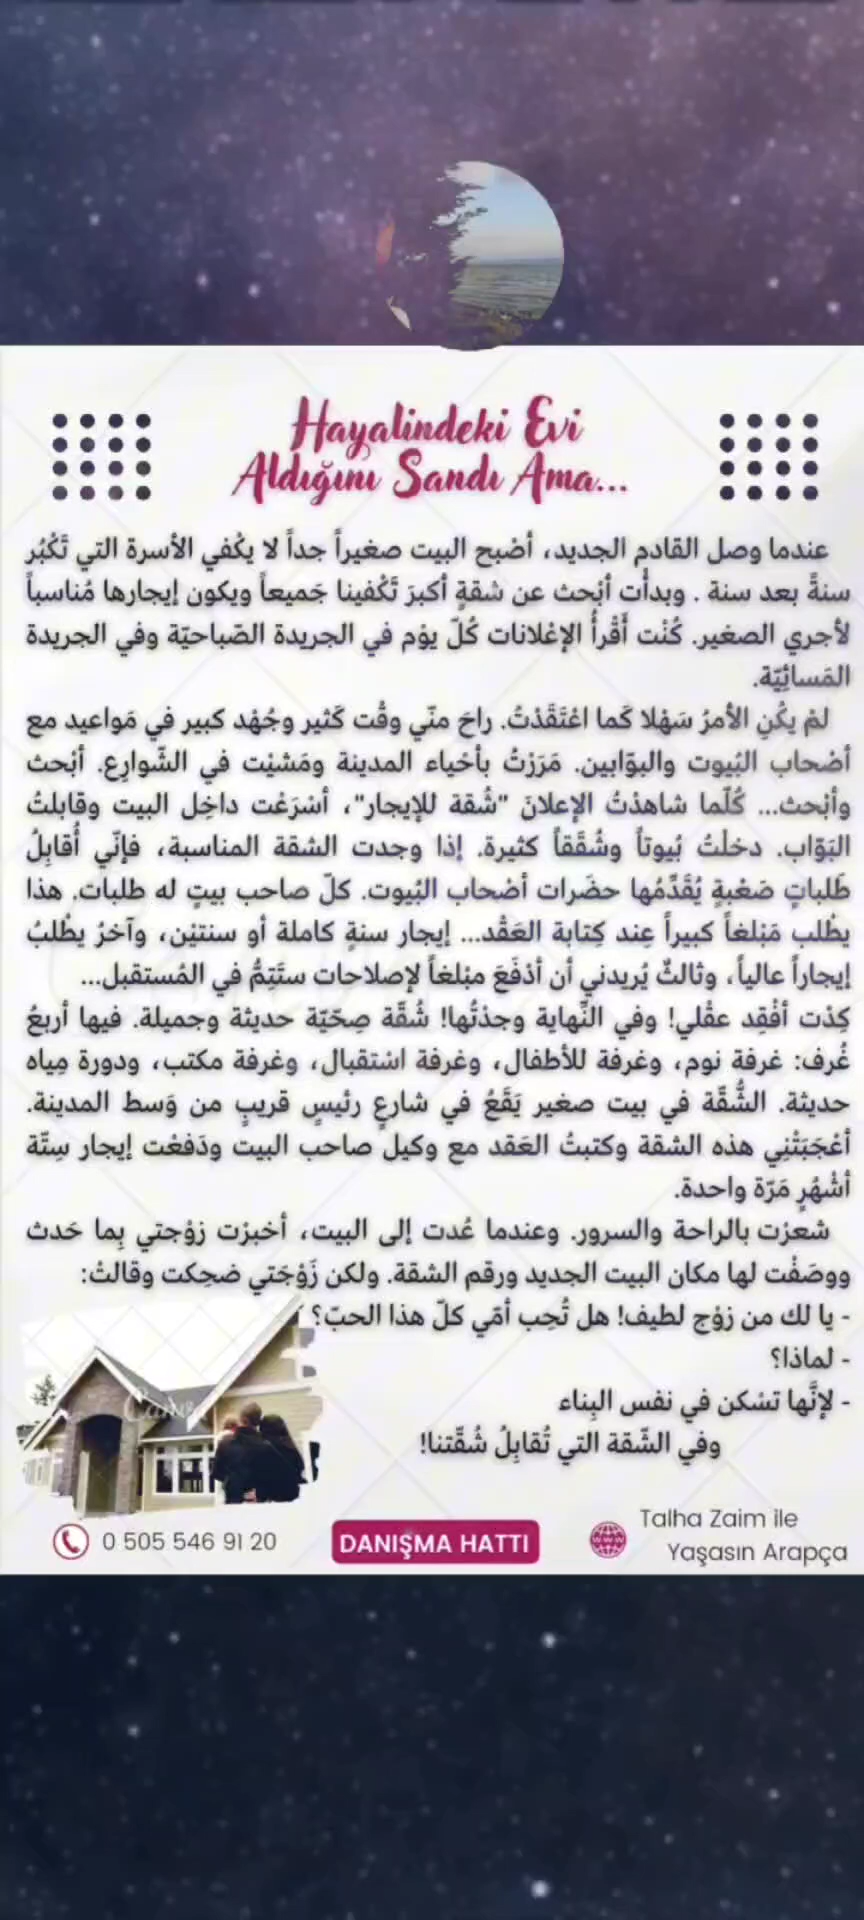 Hayalindeki Evi
Aldığını Sandı Ama...
عندما وصل القادم الجديد، أصْبح البيت صغيراً جداً لا يكْفي الأسرة التي تَكْبُر
سنةً بعد سنة . وبدأْت أبْحث عن شقةٍ أكبرَ تَكْفينا جَميعاً ويكون إيجارها مُناسباً
لأجري الصغير. كُنْت أَقْرأُ الإعْلانات كُلّ يوْم في الجريدة الصّباحيّة وفي الجريدة
المَسائِيّة.
لمْ يكُنِ الأمرُ سَهْلا كَما اعْتَقَدْتُ. راحَ منّي وقْت كَثير وجُهْد كبير في مَواعيد مع
أصْحاب البُيوت والبوّابين. مَرَرْتُ بأحْياء المدينة ومَشيْت في الشّوارِع. أبْحث
وأبْحث... كُلّما شاهدْتُ الإعلانَ "شُقة للإيجار"، أسْرَعْت داخِل البيت وقابلتُ
البَوّاب. دخلْتُ بُيوتاً وشُقَقاً كثيرة. إذا وجدت الشقة المناسبة، فإنّي أُقابِلُ
طَلباتٍ صَعْبةٍ يُقَدِّمُها حضَرات أصْحاب البُيوت. كلّ صاحب بيتٍ له طلبات. هذا
يطْلب مَبْلغاً كبيراً عِند كِتابة العَقْد... إيجار سنةٍ كاملة أو سنتيْن، وآخرُ يطْلبُ
إيجاراً عالياً، وثالثٌ يُريدني أن أدْفَعَ مبْلغاً لإصلاحات ستَتِمُّ في المُستقبل...
كِدْت أفْقِد عقْلي! وفي النِّهاية وجدْتُها! شُقّة صِحّيّة حديثة وجميلة. فيها أربعُ
غُرف: غرفة نوم، وغرفة للأطفال، وغرفة اسْتقبال، وغرفة مكتب، ودورة مِياه
حديثة. الشُّقّة في بيت صغير يَقَعُ في شارعٍ رئيسٍ قريبٍ من وَسط المدينة.
أعْجَبَتْنِي هذه الشقة وكتبتُ العَقد مع وكيل صاحب البيت ودَفعْت إيجار سِتّة
أشْهُرٍ مَرّة واحدة.
شعرْت بالراحة والسرور. وعندما عُدت إلى البيت، أخبرْت زوْجتي بِما حَدث
ووصَفْت لها مكان البيت الجديد ورقم الشقة. ولكن زَوْجَتي ضحِكت وقالتْ:
- يا لك من زوْج لطيف! هل تُحِب أمّي كلّ هذا الحبّ؟
- لماذا؟
- لإنَّها تسْكن في نفس البِناء
وفي الشّقة التي تُقابِلُ شُقّتنا!
Canva
0 505 546 91 20
DANIŞMA HATTI
www
Talha Zaim ile
Yaşasın Arapça